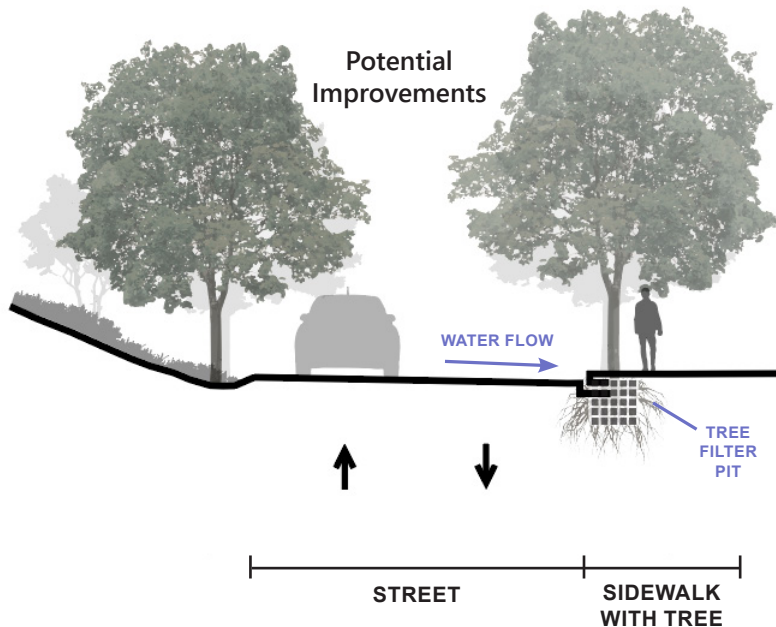 Potential
Improvements
WATER FLOW
TREE
FILTER
PIT
STREET
SIDEWALK
WITH TREE